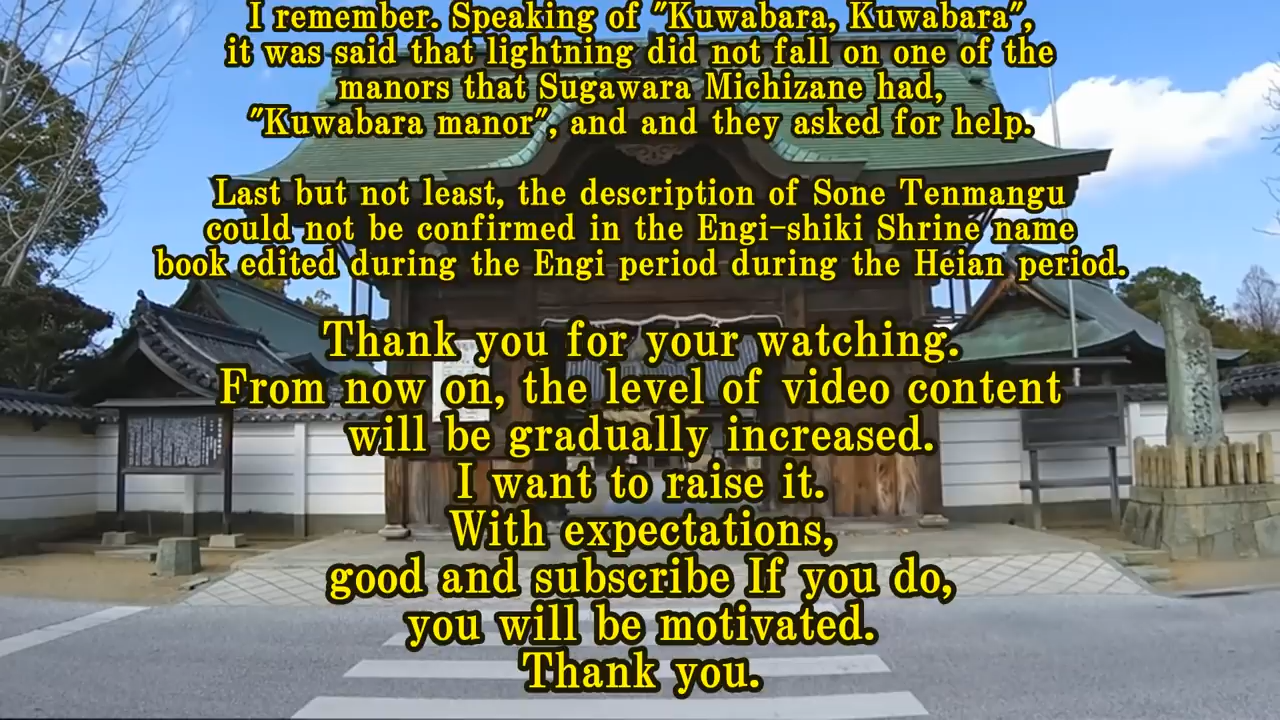 I remember. Speaking of "Kuwabara, Kuwabara",
it was said that lightning did not fall on one of the
manors that Sugawara Michizane had,
"Kuwabara manor", and and they asked for help.
Last but not least, the description of Sone Tenmangu
could not be confirmed in the Engi-shiki Shrine name
book edited during the Engi period during the Heian period.
Thank you for your watching.
From now on, the level of video content
will be gradually increased.
I want to raise it.
With expectations,
good and subscribe If you do,
you will be motivated.
Thank you.